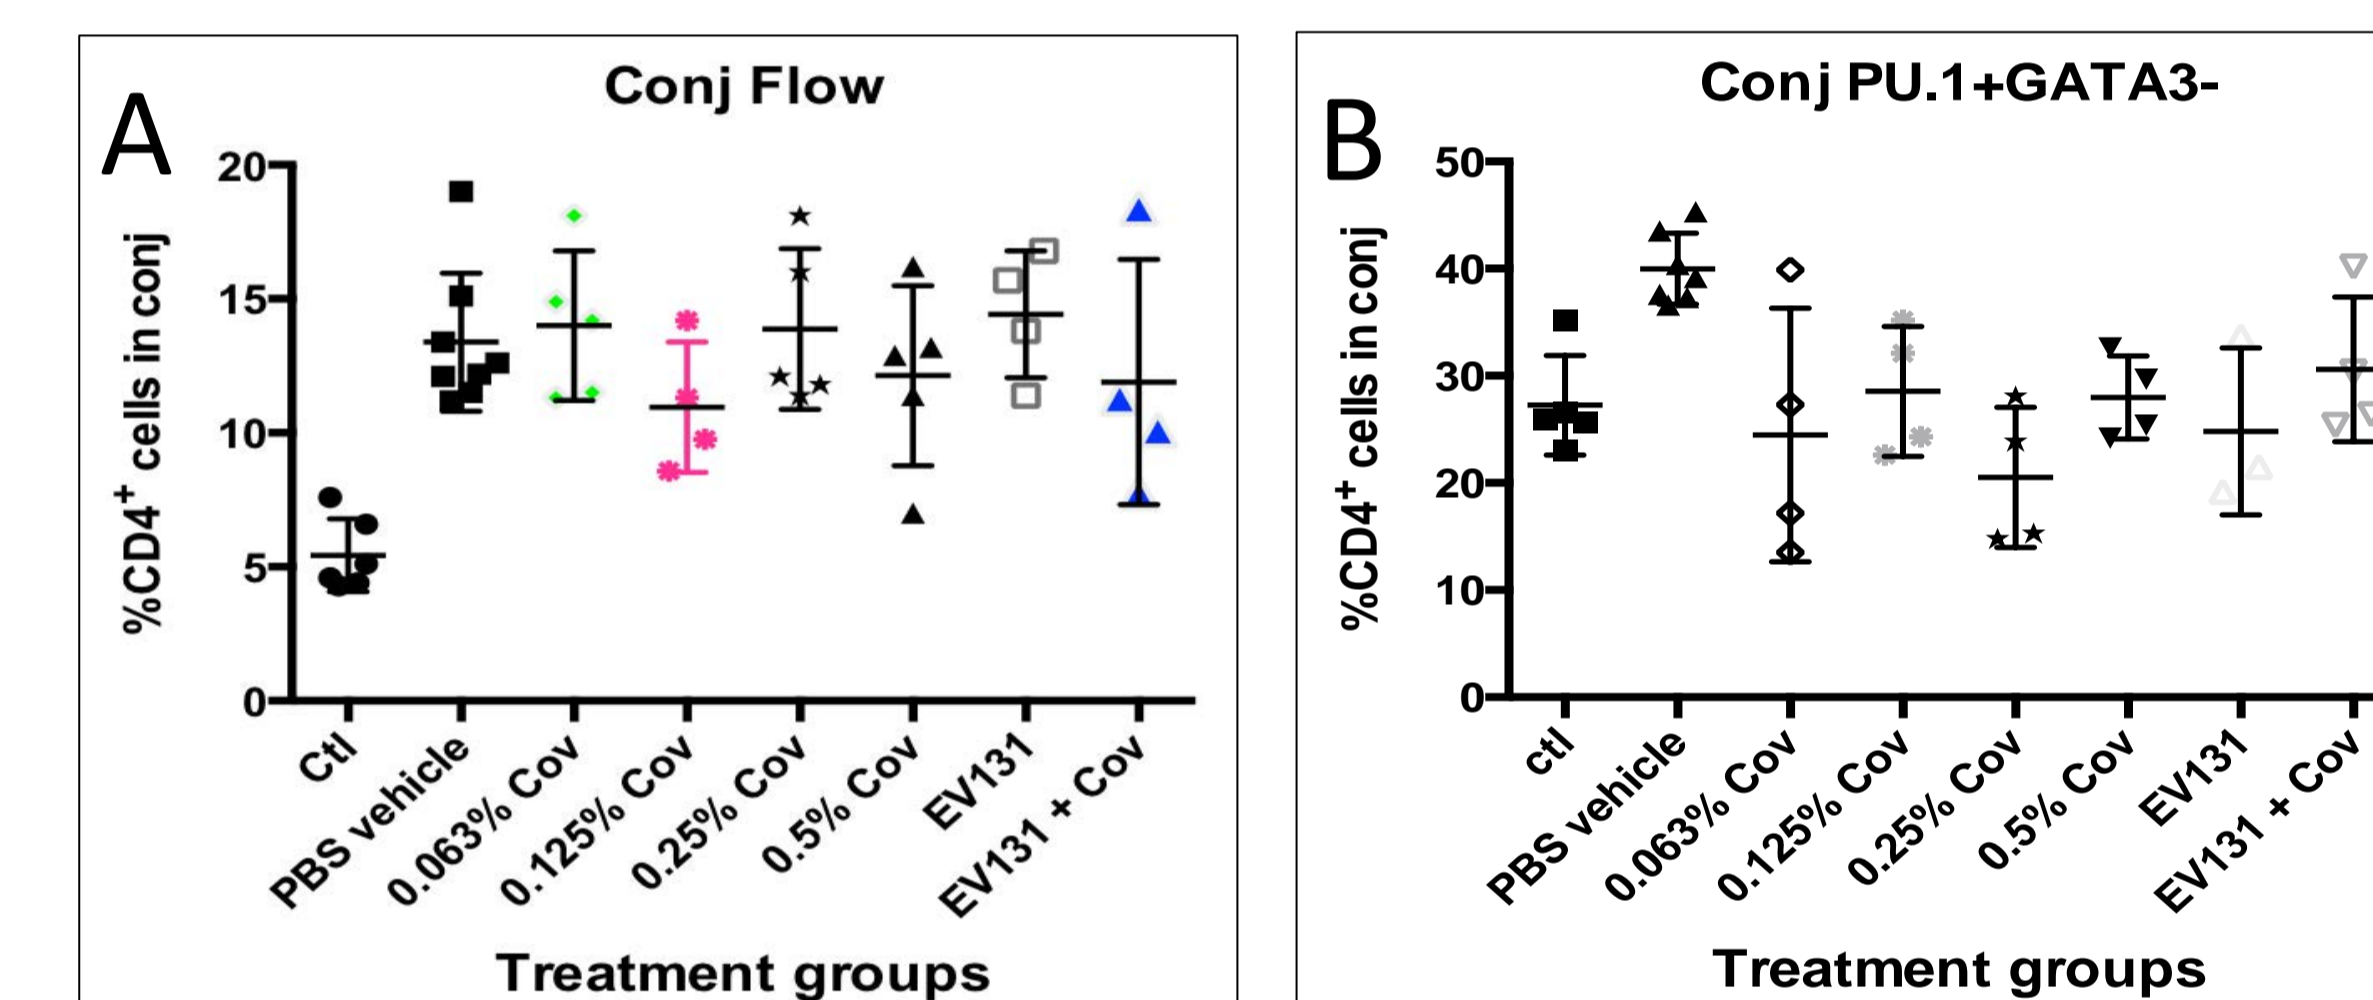 A
Conj Flow
%CD4+ cells in conj
20
15
10
5
0
Ctl
PBS vehicle
0.063% Cov
0.125% Cov
0.25% Cov
0.5% Cov
EV131
EV131 + Cov
Treatment groups
B
Conj PU.1+GATA3-
%CD4+ cells in conj
50
40
30
20
10
0
ctl
PBS vehicle
0.063% Cov
0.125% Cov
0.25% Cov
0.5% Cov
EV131
EV131 + Cov
Treatment groups